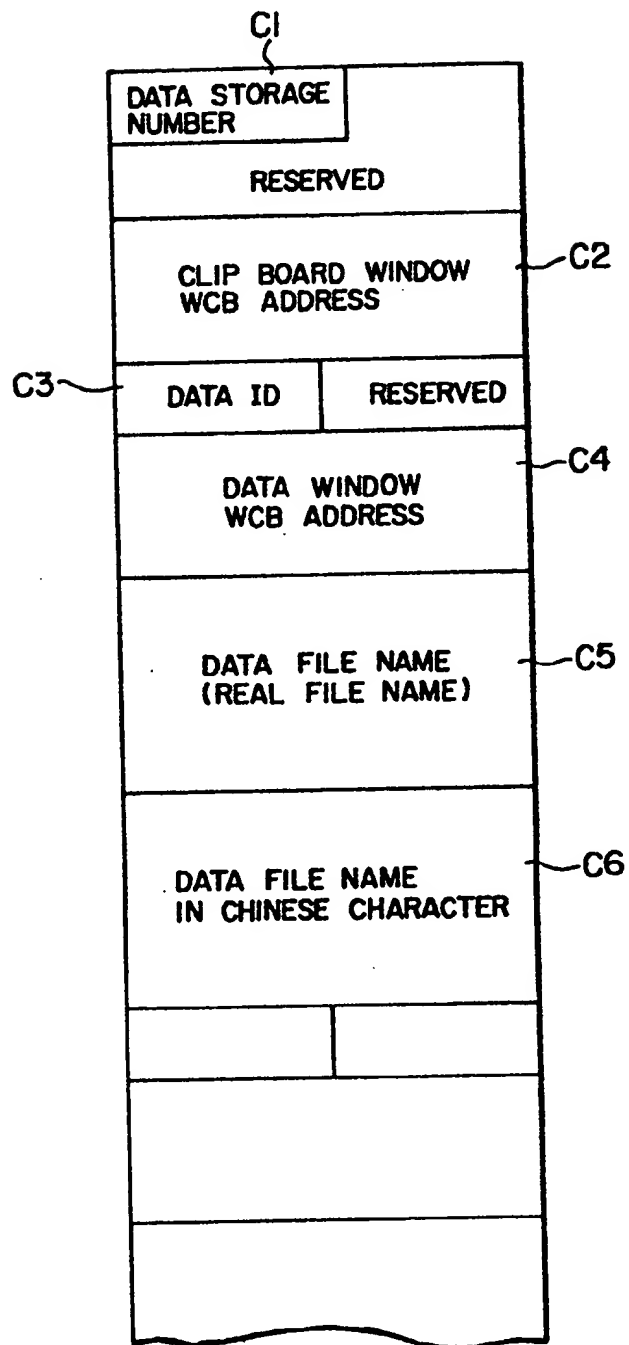 C1
DATA STORAGE
NUMBER
RESERVED
CLIP BOARD WINDOW
WCB ADDRESS
C2
C3
DATA ID
RESERVED
DATA WINDOW
WCB ADDRESS
C4
DATA FILE NAME
(REAL FILE NAME)
C5
DATA FILE NAME
IN CHINESE CHARACTER
C6